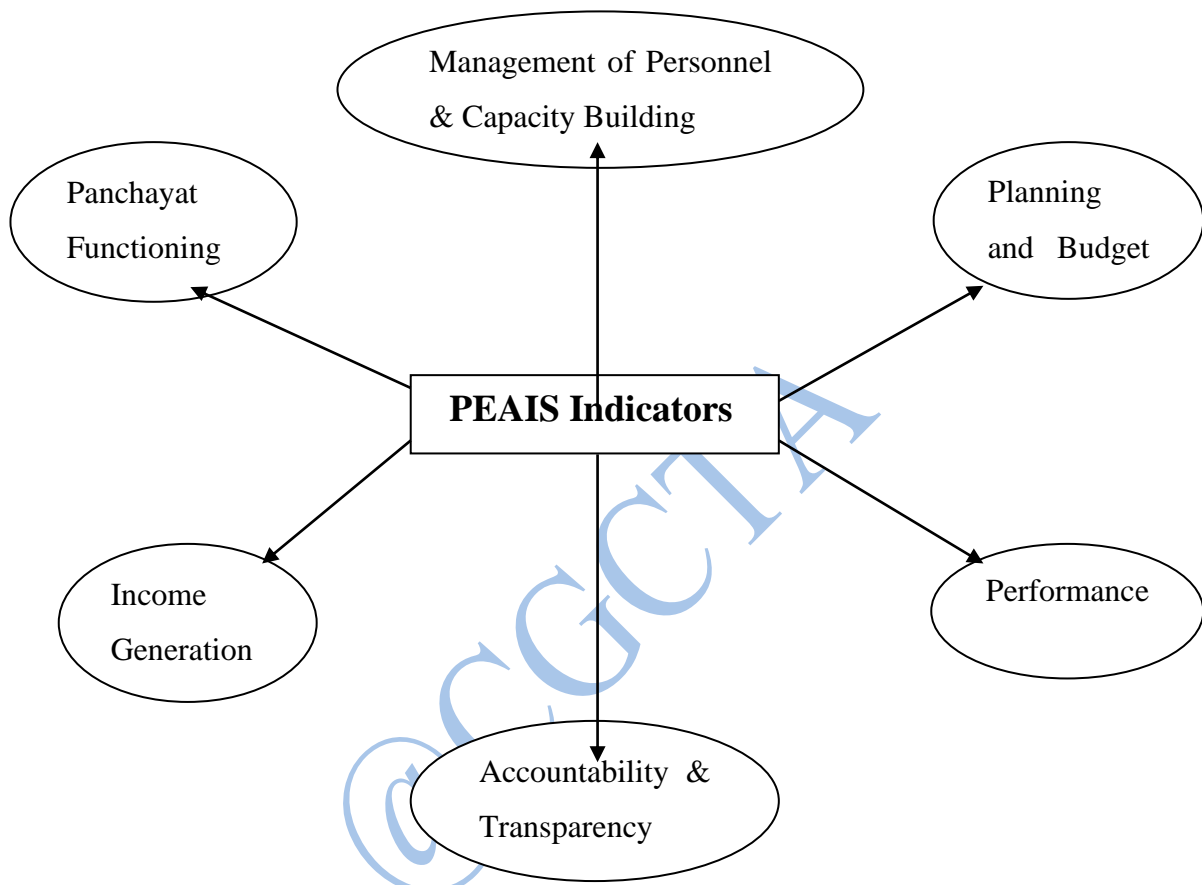 Management of Personnel
& Capacity Building
Panchayat
Functioning
Planning
and Budget
PEAIS Indicators
Income
Generation
Performance
Accountability &
Transparency
@CGCTA